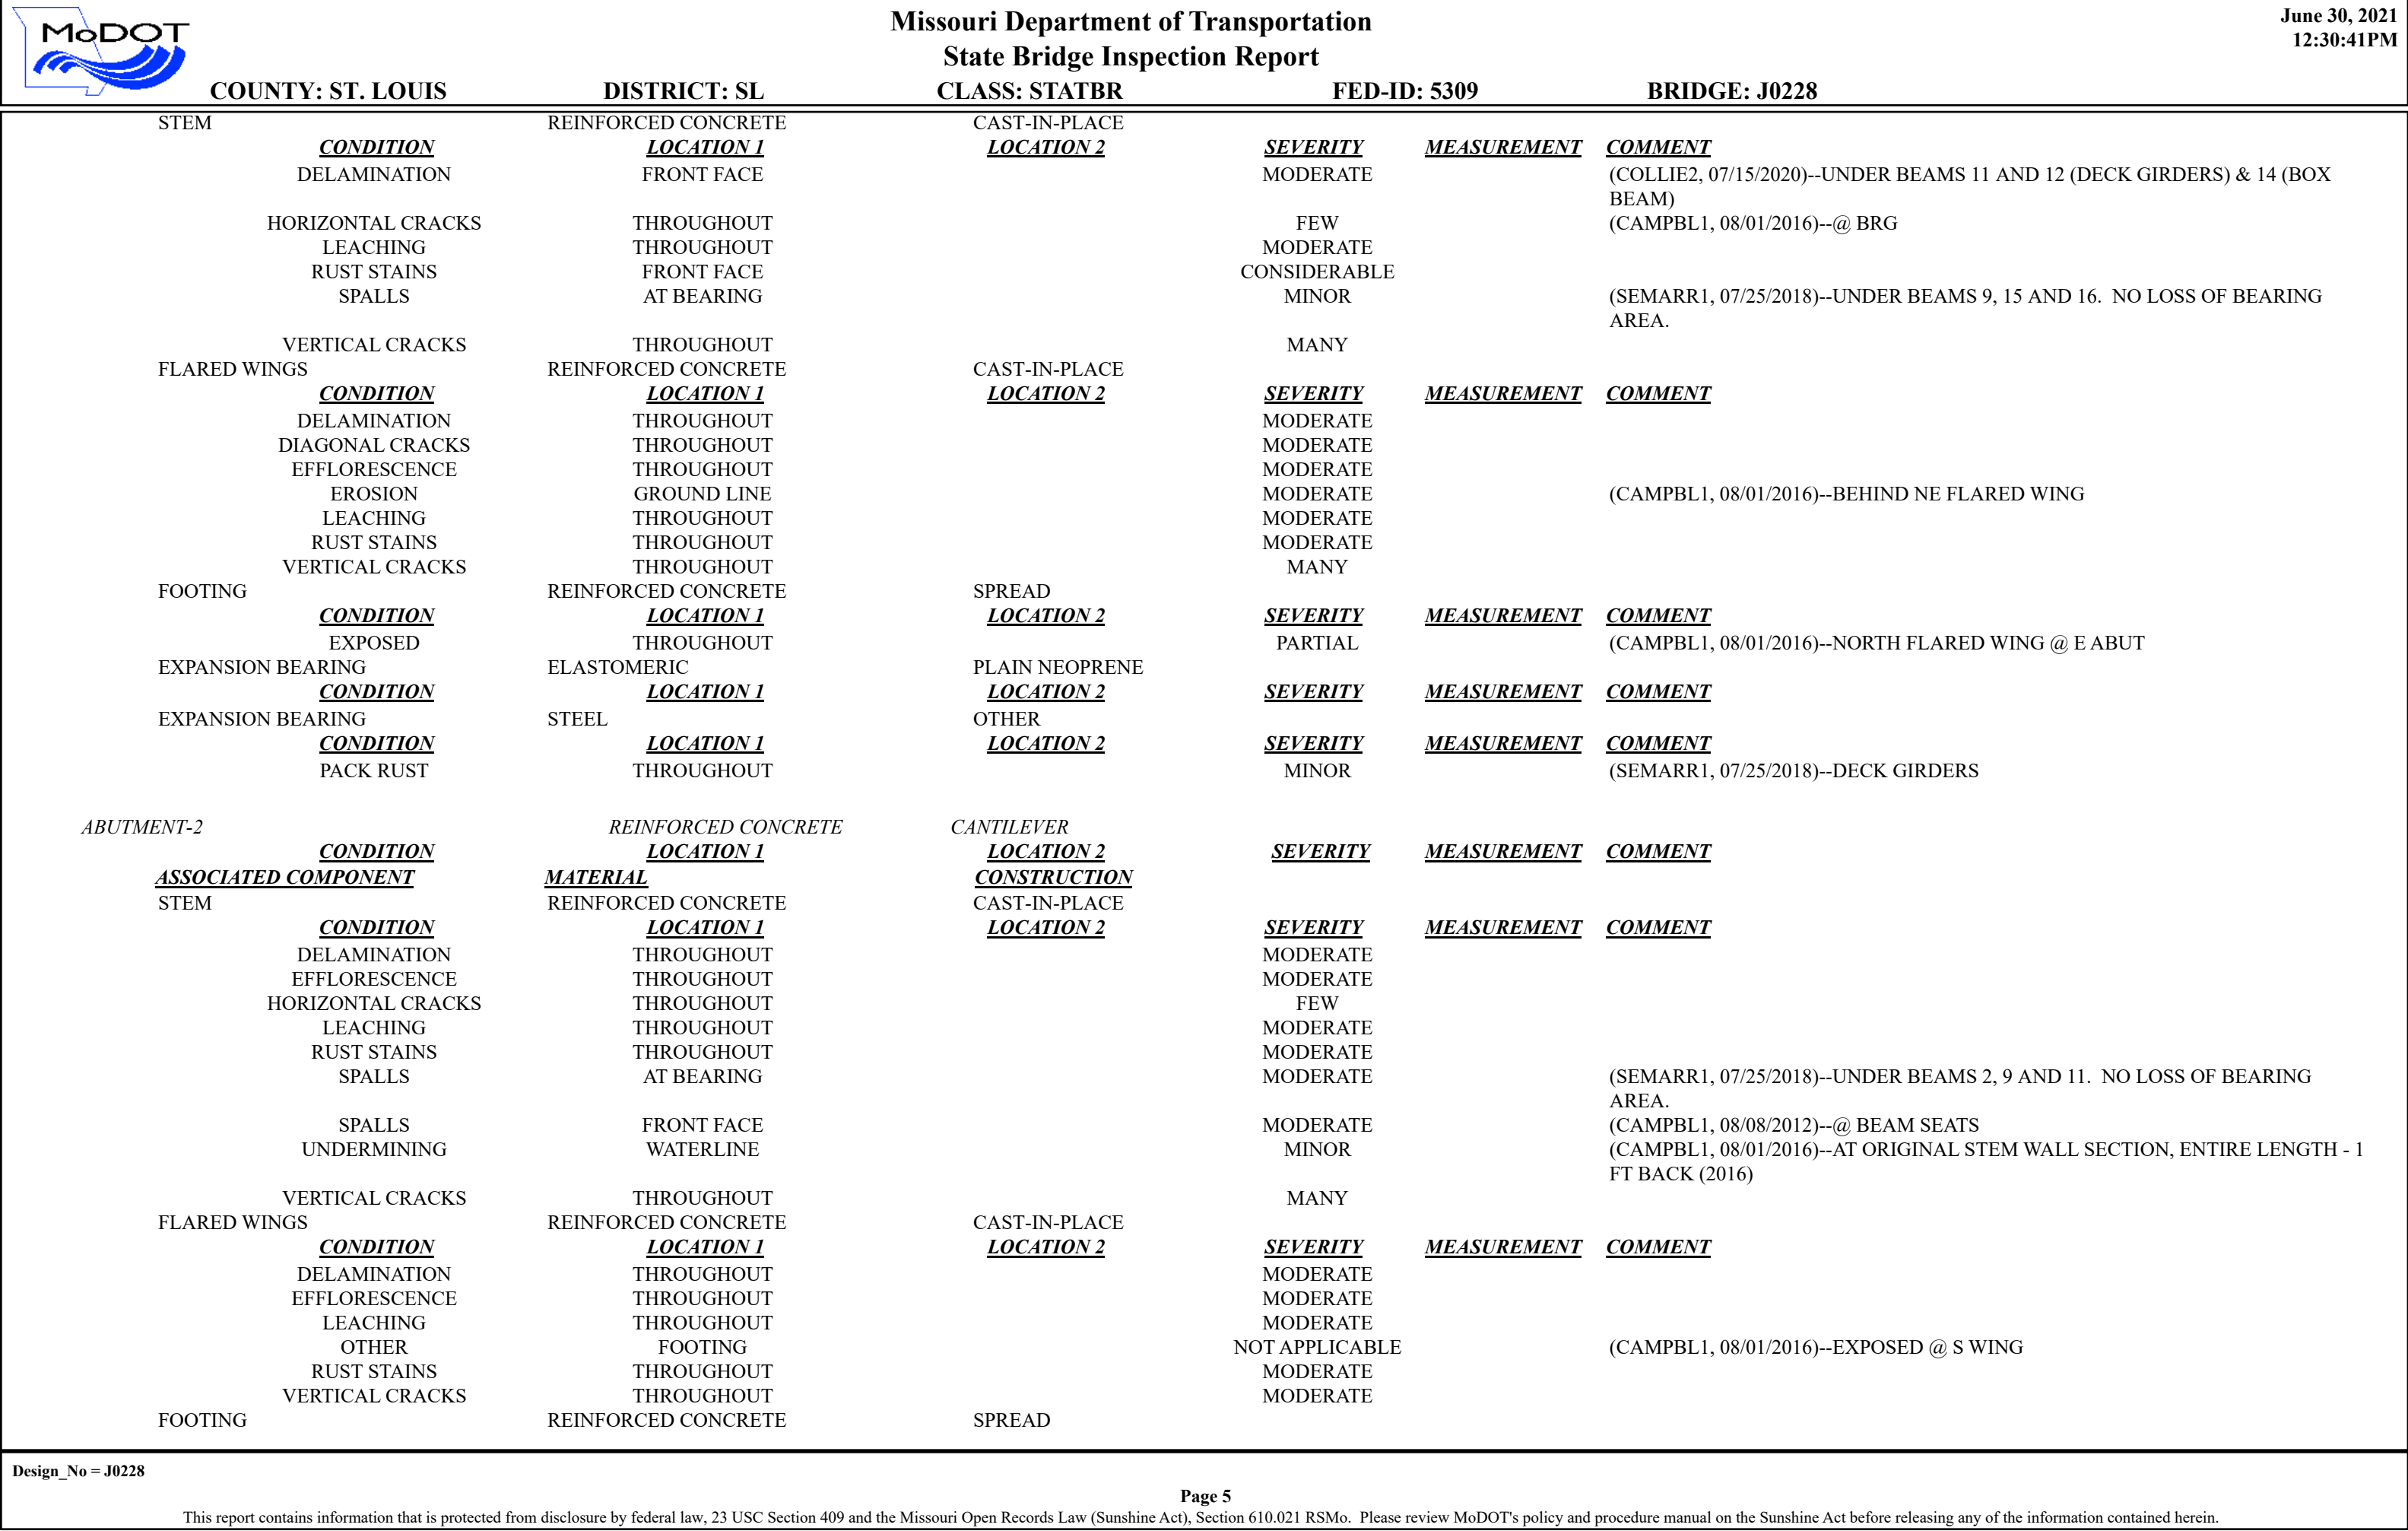 MoDOT
Missouri Department of Transportation
State Bridge Inspection Report
June 30, 2021
12:30:41PM
COUNTY: ST. LOUIS DISTRICT: SL CLASS: STATBR FED-ID: 5309 BRIDGE: J0228
STEM REINFORCED CONCRETE CAST-IN-PLACE
CONDITION LOCATION 1 LOCATION 2 SEVERITY MEASUREMENT COMMENT
DELAMINATION FRONT FACE MODERATE (COLLIE2, 07/15/2020)--UNDER BEAMS 11 AND 12 (DECK GIRDERS) & 14 (BOX
BEAM)
HORIZONTAL CRACKS THROUGHOUT FEW (CAMPBL1, 08/01/2016)--@ BRG
LEACHING THROUGHOUT MODERATE
RUST STAINS FRONT FACE CONSIDERABLE
SPALLS AT BEARING MINOR (SEMARR1, 07/25/2018)--UNDER BEAMS 9, 15 AND 16. NO LOSS OF BEARING
AREA.
VERTICAL CRACKS THROUGHOUT MANY
FLARED WINGS REINFORCED CONCRETE CAST-IN-PLACE
CONDITION LOCATION 1 LOCATION 2 SEVERITY MEASUREMENT COMMENT
DELAMINATION THROUGHOUT MODERATE
DIAGONAL CRACKS THROUGHOUT MODERATE
EFFLORESCENCE THROUGHOUT MODERATE
EROSION GROUND LINE MODERATE (CAMPBL1, 08/01/2016)--BEHIND NE FLARED WING
LEACHING THROUGHOUT MODERATE
RUST STAINS THROUGHOUT MODERATE
VERTICAL CRACKS THROUGHOUT MANY
FOOTING REINFORCED CONCRETE SPREAD
CONDITION LOCATION 1 LOCATION 2 SEVERITY MEASUREMENT COMMENT
EXPOSED THROUGHOUT PARTIAL (CAMPBL1, 08/01/2016)--NORTH FLARED WING @ E ABUT
EXPANSION BEARING ELASTOMERIC PLAIN NEOPRENE
CONDITION LOCATION 1 LOCATION 2 SEVERITY MEASUREMENT COMMENT
EXPANSION BEARING STEEL OTHER
CONDITION LOCATION 1 LOCATION 2 SEVERITY MEASUREMENT COMMENT
PACK RUST THROUGHOUT MINOR (SEMARR1, 07/25/2018)--DECK GIRDERS
ABUTMENT-2 REINFORCED CONCRETE CANTILEVER
CONDITION LOCATION 1 LOCATION 2 SEVERITY MEASUREMENT COMMENT
ASSOCIATED COMPONENT MATERIAL CONSTRUCTION
STEM REINFORCED CONCRETE CAST-IN-PLACE
CONDITION LOCATION 1 LOCATION 2 SEVERITY MEASUREMENT COMMENT
DELAMINATION THROUGHOUT MODERATE
EFFLORESCENCE THROUGHOUT MODERATE
HORIZONTAL CRACKS THROUGHOUT FEW
LEACHING THROUGHOUT MODERATE
RUST STAINS THROUGHOUT MODERATE
SPALLS AT BEARING MODERATE (SEMARR1, 07/25/2018)--UNDER BEAMS 2, 9 AND 11. NO LOSS OF BEARING
AREA.
SPALLS FRONT FACE MODERATE (CAMPBL1, 08/08/2012)--@ BEAM SEATS
UNDERMINING WATERLINE MINOR (CAMPBL1, 08/01/2016)--AT ORIGINAL STEM WALL SECTION, ENTIRE LENGTH - 1
FT BACK (2016)
VERTICAL CRACKS THROUGHOUT MANY
FLARED WINGS REINFORCED CONCRETE CAST-IN-PLACE
CONDITION LOCATION 1 LOCATION 2 SEVERITY MEASUREMENT COMMENT
DELAMINATION THROUGHOUT MODERATE
EFFLORESCENCE THROUGHOUT MODERATE
LEACHING THROUGHOUT MODERATE
OTHER FOOTING NOT APPLICABLE (CAMPBL1, 08/01/2016)--EXPOSED @ S WING
RUST STAINS THROUGHOUT MODERATE
VERTICAL CRACKS THROUGHOUT MODERATE
FOOTING REINFORCED CONCRETE SPREAD
Design_No = J0228
Page 5
This report contains information that is protected from disclosure by federal law, 23 USC Section 409 and the Missouri Open Records Law (Sunshine Act), Section 610.021 RSMo. Please review MoDOT's policy and procedure manual on the Sunshine Act before releasing any of the information contained herein.